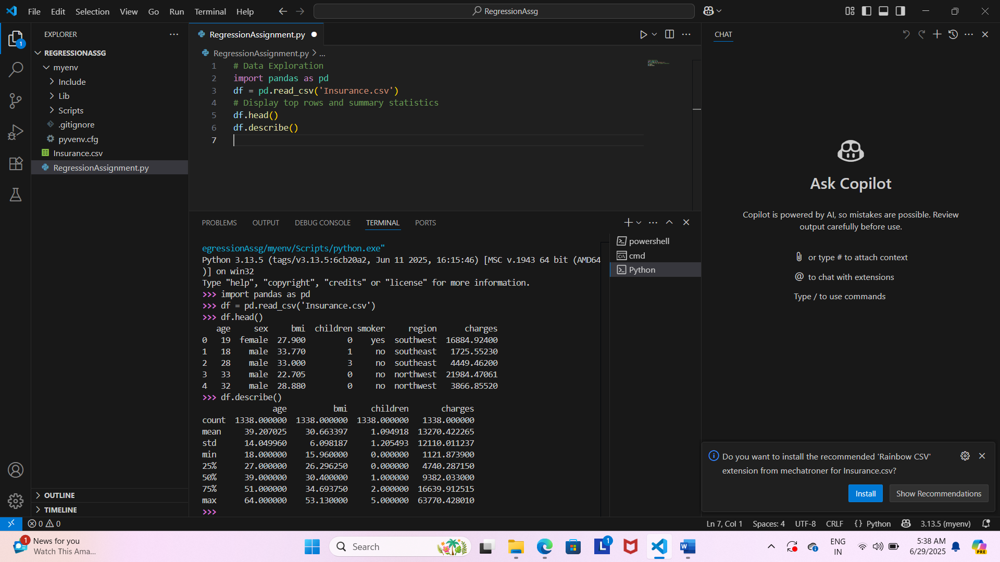 File Edit Selection View Go Run Terminal Help
RegressionAssg
EXPLORER
REGRESSIONASSG
myenv
Include
Lib
Scripts
.gitignore
pyvenv.cfg
Insurance.csv
RegressionAssignment.py
OUTLINE
TIMELINE
1
RegressionAssignment.py
RegressionAssignment.py > ...
1 # Data Exploration
2 import pandas as pd
3 df = pd.read_csv('Insurance.csv')
4 # Display top rows and summary statistics
5 df.head()
6 df.describe()
7
PROBLEMS OUTPUT DEBUG CONSOLE TERMINAL PORTS
egressionAssg/myenv/Scripts/python.exe"
Python 3.13.5 (tags/v3.13.5:6cb20a2, Jun 11 2025, 16:15:46) [MSC v.1943 64 bit (AMD64
)] on win32
Type "help", "copyright", "credits" or "license" for more information.
>>> import pandas as pd
>>> df = pd.read_csv('Insurance.csv')
>>> df.head()
age sex bmi children smoker region charges
0 19 female 27.900 0 yes southwest 16884.92400
1 18 male 33.770 1 no southeast 1725.55230
2 28 male 33.000 3 no southeast 4449.46200
3 33 male 22.705 0 no northwest 21984.47061
4 32 male 28.880 0 no northwest 3866.85520
>>> df.describe()
age bmi children charges
count 1338.000000 1338.000000 1338.000000 1338.000000
mean 39.207025 30.663397 1.094918 13270.422265
std 14.049960 6.098187 1.205493 12110.011237
min 18.000000 15.960000 0.000000 1121.873900
25% 27.000000 26.296250 0.000000 4740.287150
50% 39.000000 30.400000 1.000000 9382.033000
75% 51.000000 34.693750 2.000000 16639.912515
max 64.000000 53.130000 5.000000 63770.428010
>>>
powershell
cmd
Python
CHAT
Ask Copilot
Copilot is powered by AI, so mistakes are possible. Review
output carefully before use.
or type # to attach context
@ to chat with extensions
Type / to use commands
Do you want to install the recommended 'Rainbow CSV'
extension from mechatroner for Insurance.csv?
Install Show Recommendations
0 0
Ln 7, Col 1 Spaces: 4 UTF-8 CRLF {} Python 3.13.5 (myenv)
1
News for you
Watch This Ama...
Search
L 1
W
PRE
ENG
IN
5:38 AM
6/29/2025